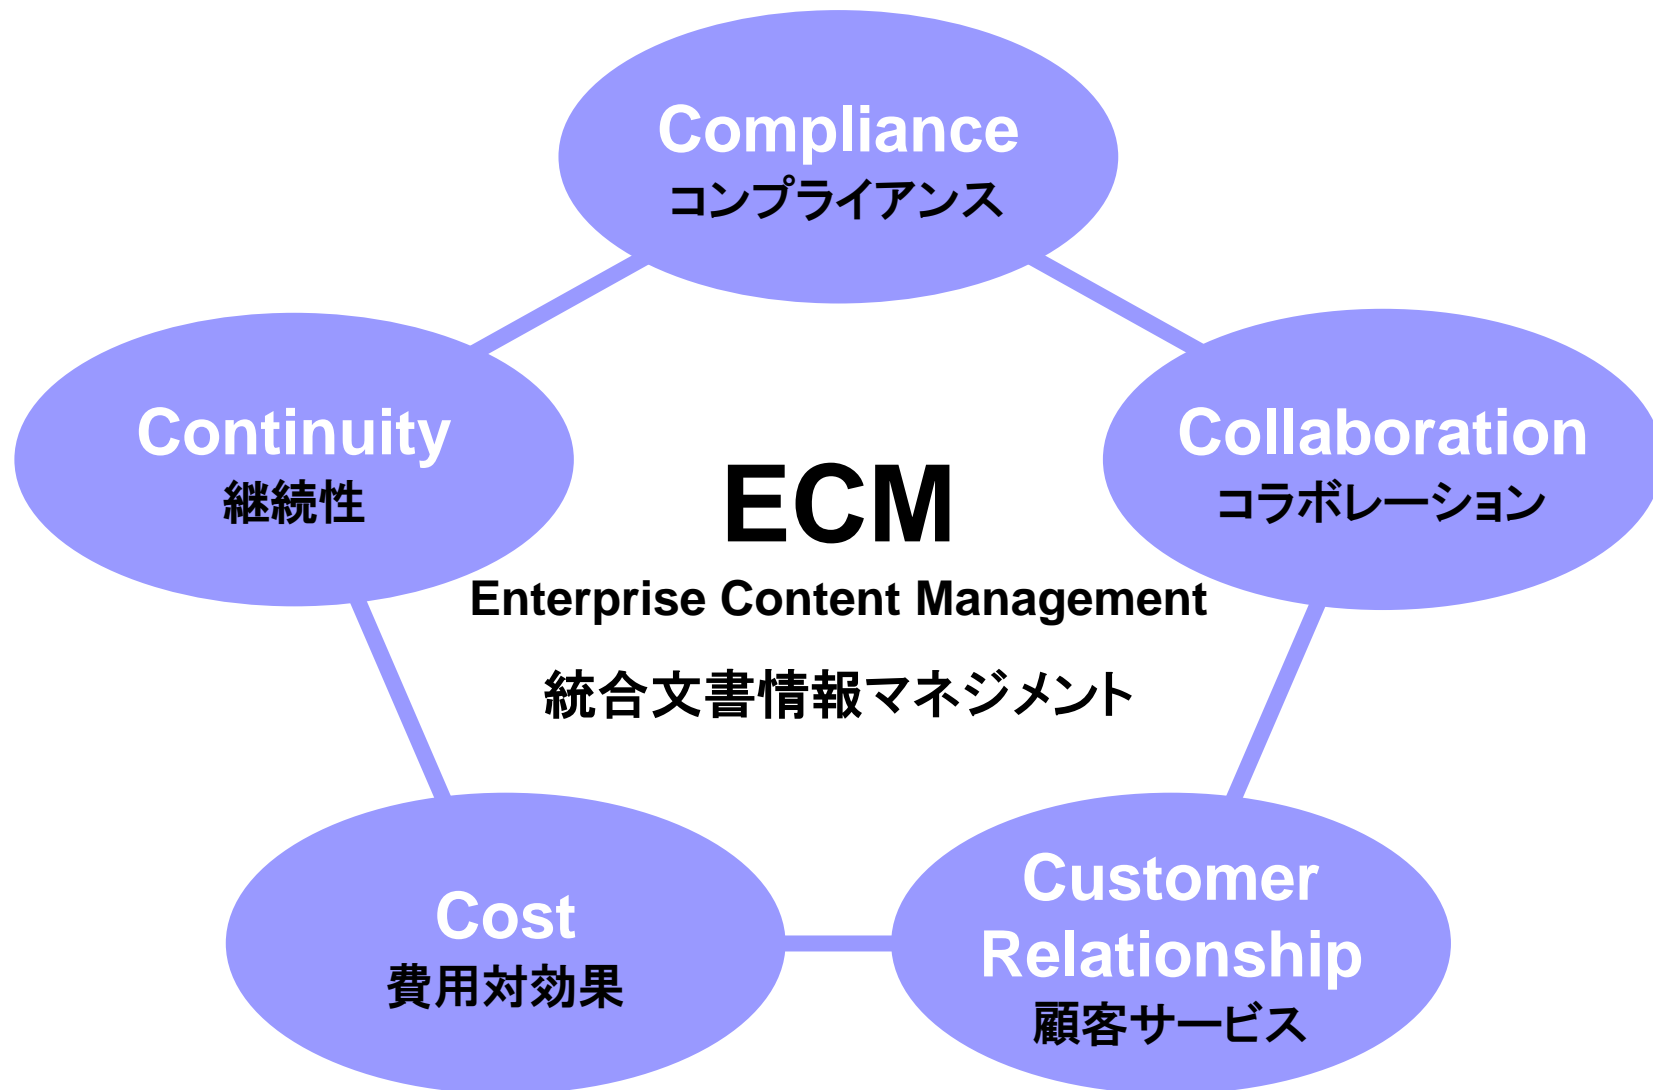 Compliance
コンプライアンス
Continuity
継続性
Collaboration
コラボレーション
ECM
Enterprise Content Management
統合文書情報マネジメント
Cost
費用対効果
Customer
Relationship
顧客サービス